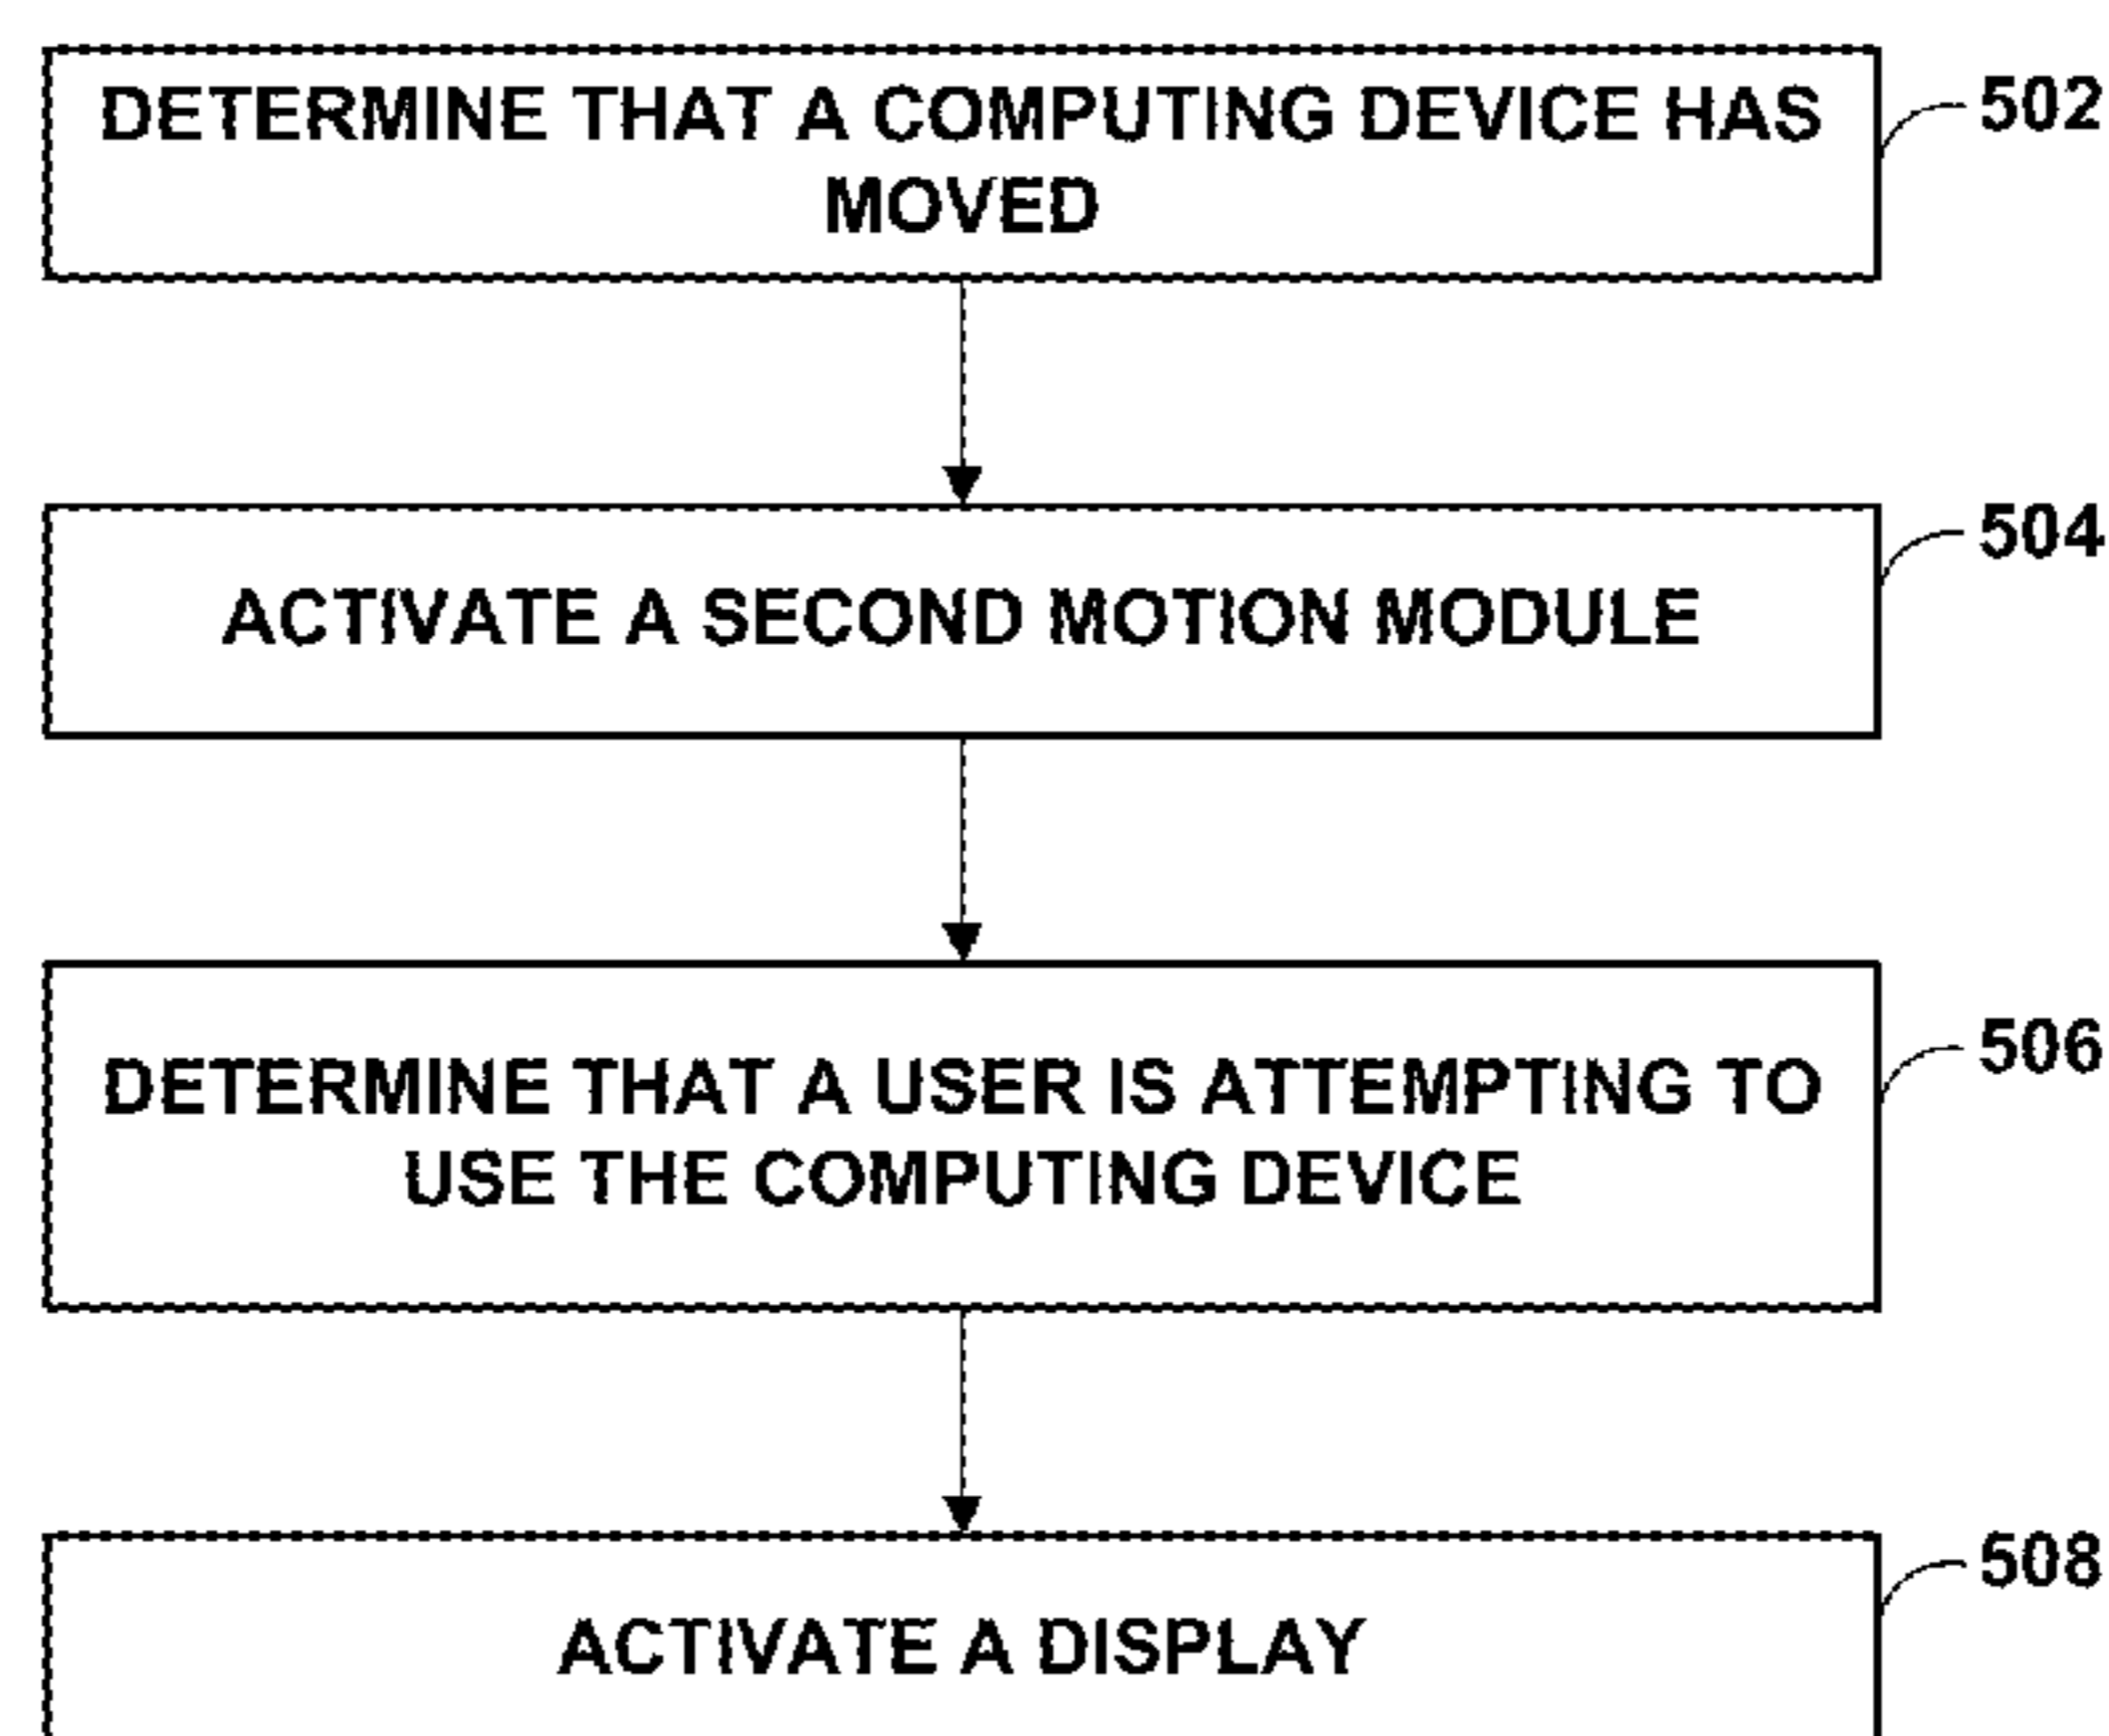 DETERMINE THAT A COMPUTING DEVICE HAS
MOVED
502
ACTIVATE A SECOND MOTION MODULE
504
DETERMINE THAT A USER IS ATTEMPTING TO
USE THE COMPUTING DEVICE
506
ACTIVATE A DISPLAY
508